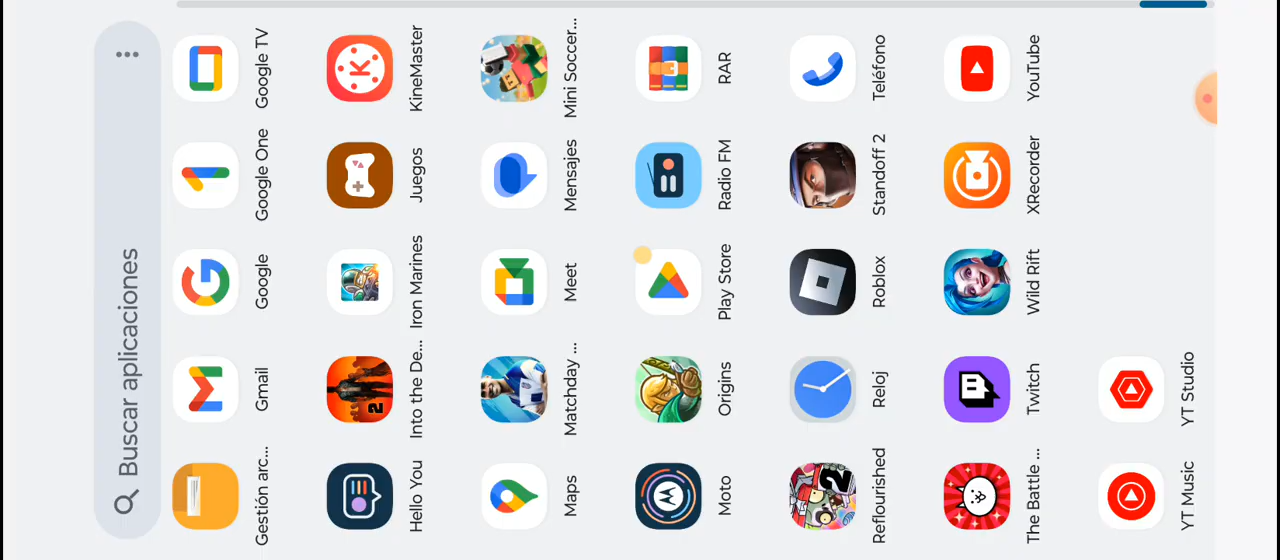 Buscar aplicaciones
Gestión arc...
Gmail
Google
Google One
Google TV
Hello You
Into the De...
Iron Marines
Juegos
KineMaster
Maps
Matchday ...
Meet
Mensajes
Mini Soccer...
Moto
Origins
Play Store
Radio FM
RAR
Reflourished
Reloj
Roblox
Standoff 2
Teléfono
The Battle ...
Twitch
Wild Rift
XRecorder
YouTube
YT Music
YT Studio